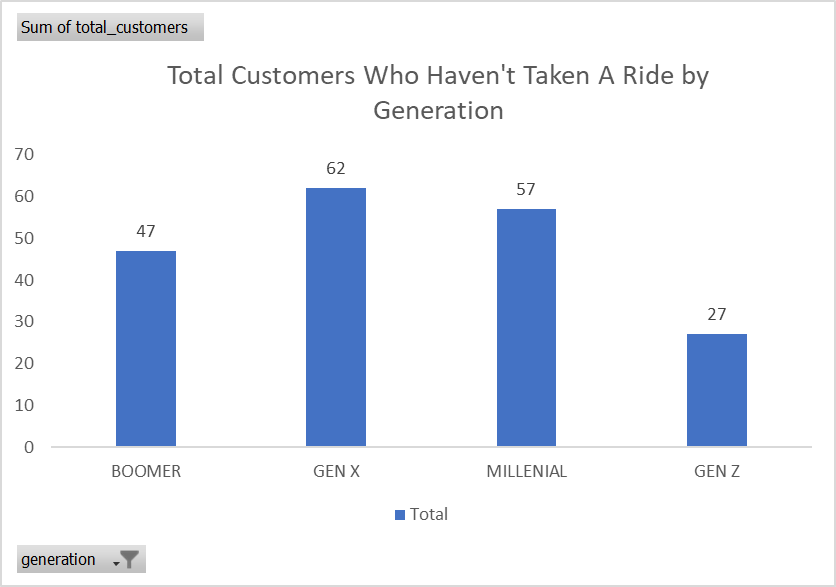 Sum of total_customers
Total Customers Who Haven't Taken A Ride by
Generation
70
60
50
40
30
20
10
0
47
62
57
27
BOOMER
GEN X
MILLENIAL
GEN Z
Total
generation